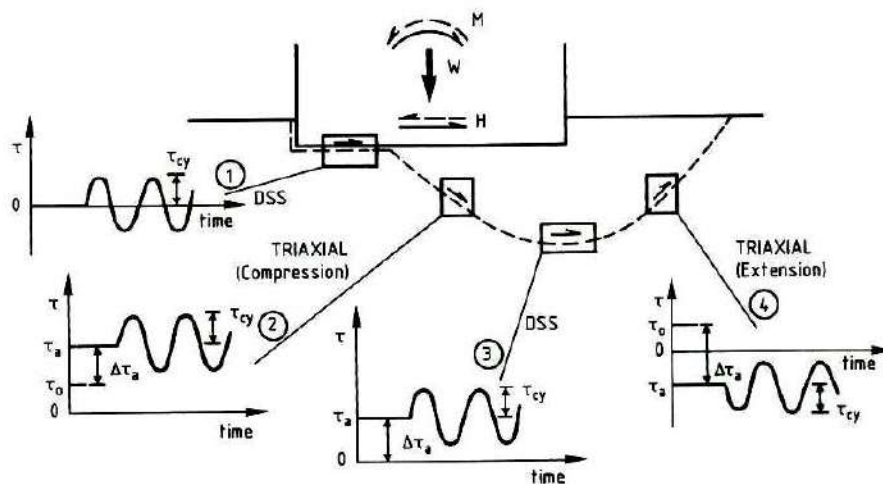 M
W
H
τ
τcy
0
time
①
DSS
TRIAXIAL
(Compression)
②
τ
τcy
τa
Δτa
τo
0
time
③
DSS
τ
τcy
τa
Δτa
0
time
TRIAXIAL
(Extension)
④
τ
τo
0
Δτa
time
τa
τcy